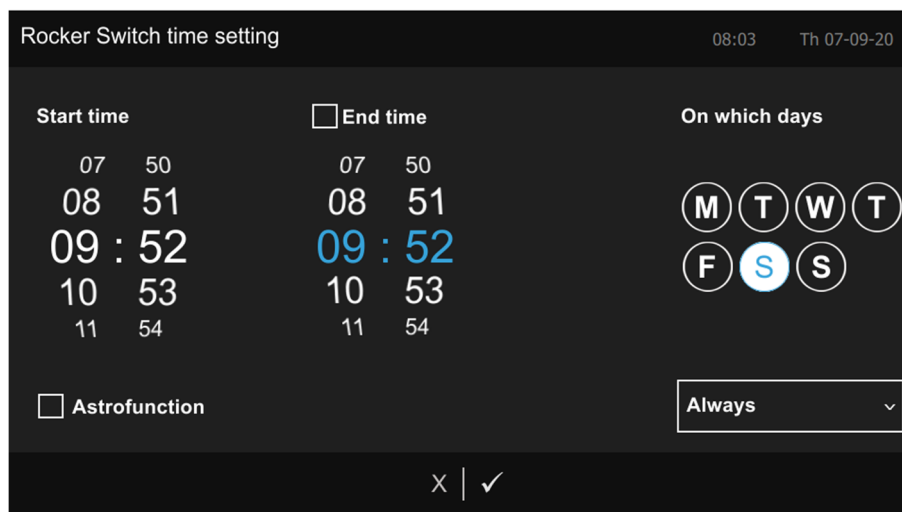 Rocker Switch time setting 08:03 Th 07-09-20
Start time End time On which days
07 50 07 50
08 51 08 51
09 : 52 09 : 52
10 53 10 53
11 54 11 54
M T W T
F S S
Astrofunction Always
X | ✓